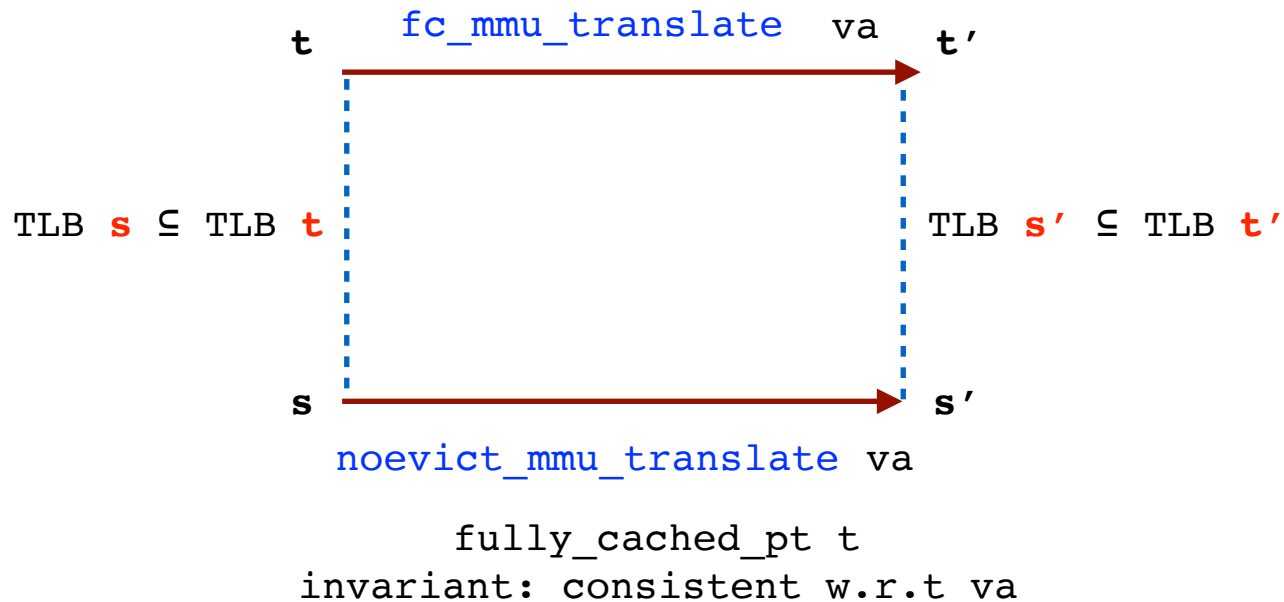 fc_mmu_translate va
t t′
TLB s ⊆ TLB t TLB s′ ⊆ TLB t′
s s′
noevict_mmu_translate va
fully_cached_pt t
invariant: consistent w.r.t va